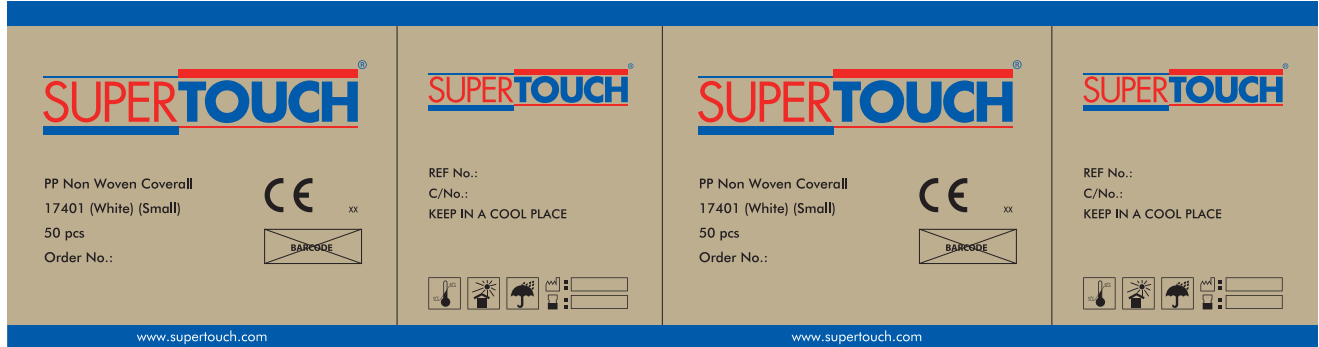 SUPERTOUCH®
PP Non Woven Coverall
17401 (White) (Small)
50 pcs
Order No.:
CE
xx
BARCODE
www.supertouch.com
SUPERTOUCH®
REF No.:
C/No.:
KEEP IN A COOL PLACE
SUPERTOUCH®
PP Non Woven Coverall
17401 (White) (Small)
50 pcs
Order No.:
CE
xx
BARCODE
www.supertouch.com
SUPERTOUCH®
REF No.:
C/No.:
KEEP IN A COOL PLACE